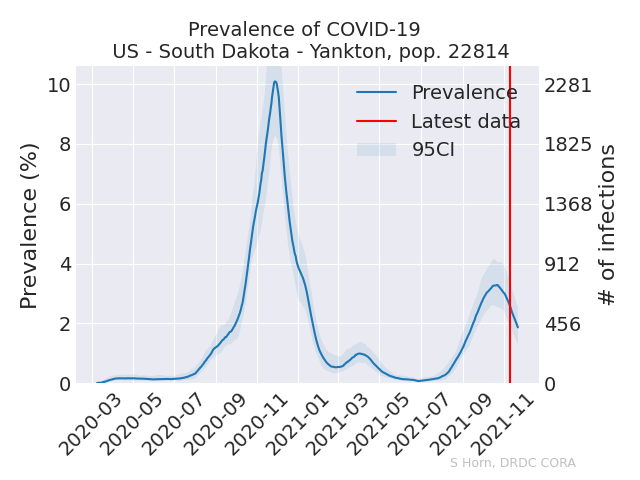 Prevalence of COVID-19
US - South Dakota - Yankton, pop. 22814
Prevalence
Latest data
95CI
Prevalence (%)
10
8
6
4
2
0
2281
1825
1368
912
456
0
# of infections
2020-03
2020-05
2020-07
2020-09
2020-11
2021-01
2021-03
2021-05
2021-07
2021-09
2021-11
S Horn, DRDC CORA